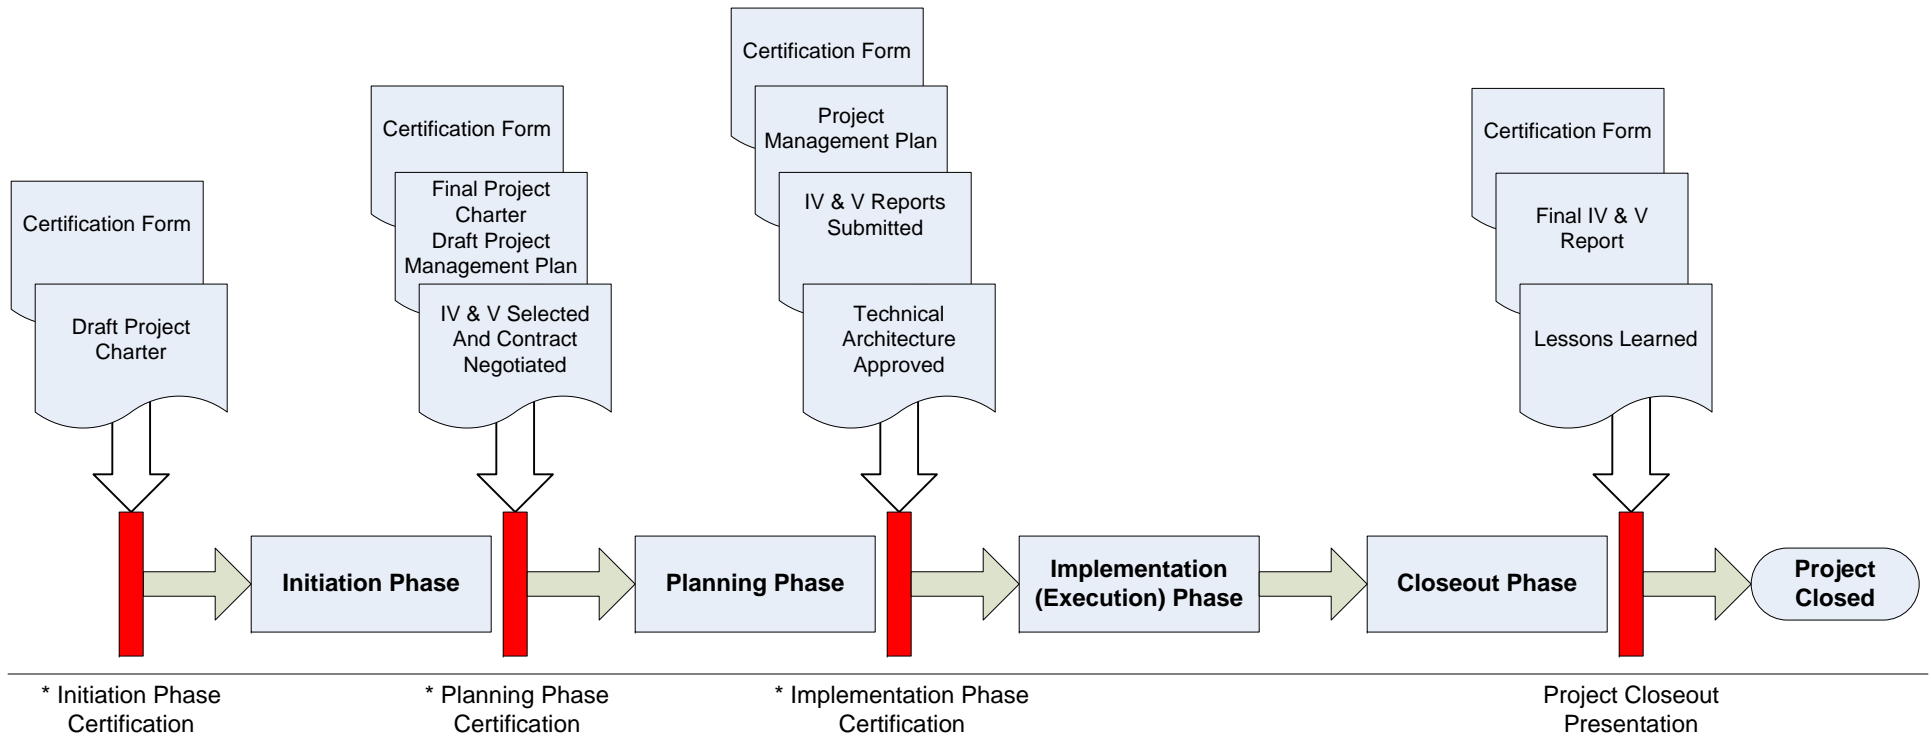 Certification Form
Draft Project
Charter
Certification Form
Final Project
Charter
Draft Project
Management Plan
IV & V Selected
And Contract
Negotiated
Certification Form
Project
Management Plan
IV & V Reports
Submitted
Technical
Architecture
Approved
Certification Form
Final IV & V
Report
Lessons Learned
Initiation Phase
Planning Phase
Implementation
(Execution) Phase
Closeout Phase
Project
Closed
* Initiation Phase
Certification
* Planning Phase
Certification
* Implementation Phase
Certification
Project Closeout
Presentation